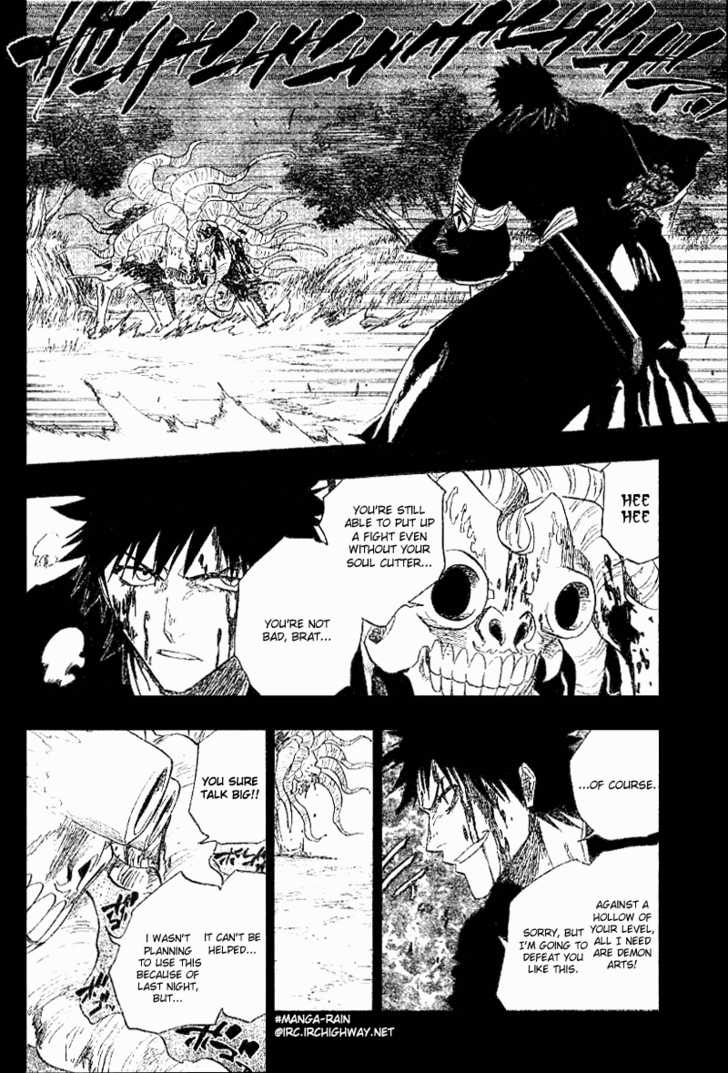 HEE
HEE
YOU'RE STILL
ABLE TO PUT UP
A FIGHT EVEN
WITHOUT YOUR
SOUL CUTTER...
YOU'RE NOT
BAD, BRAT...
...OF COURSE.
AGAINST A
HOLLOW OF
YOUR LEVEL,
ALL I NEED
ARE DEMON
ARTS!
SORRY, BUT
I'M GOING TO
DEFEAT YOU
LIKE THIS.
YOU SURE
TALK BIG!!
IT CAN'T BE
HELPED...
I WASN'T
PLANNING
TO USE THIS
BECAUSE OF
LAST NIGHT,
BUT...
#MANGA-RAIN
@IRC.IRCHIGHWAY.NET